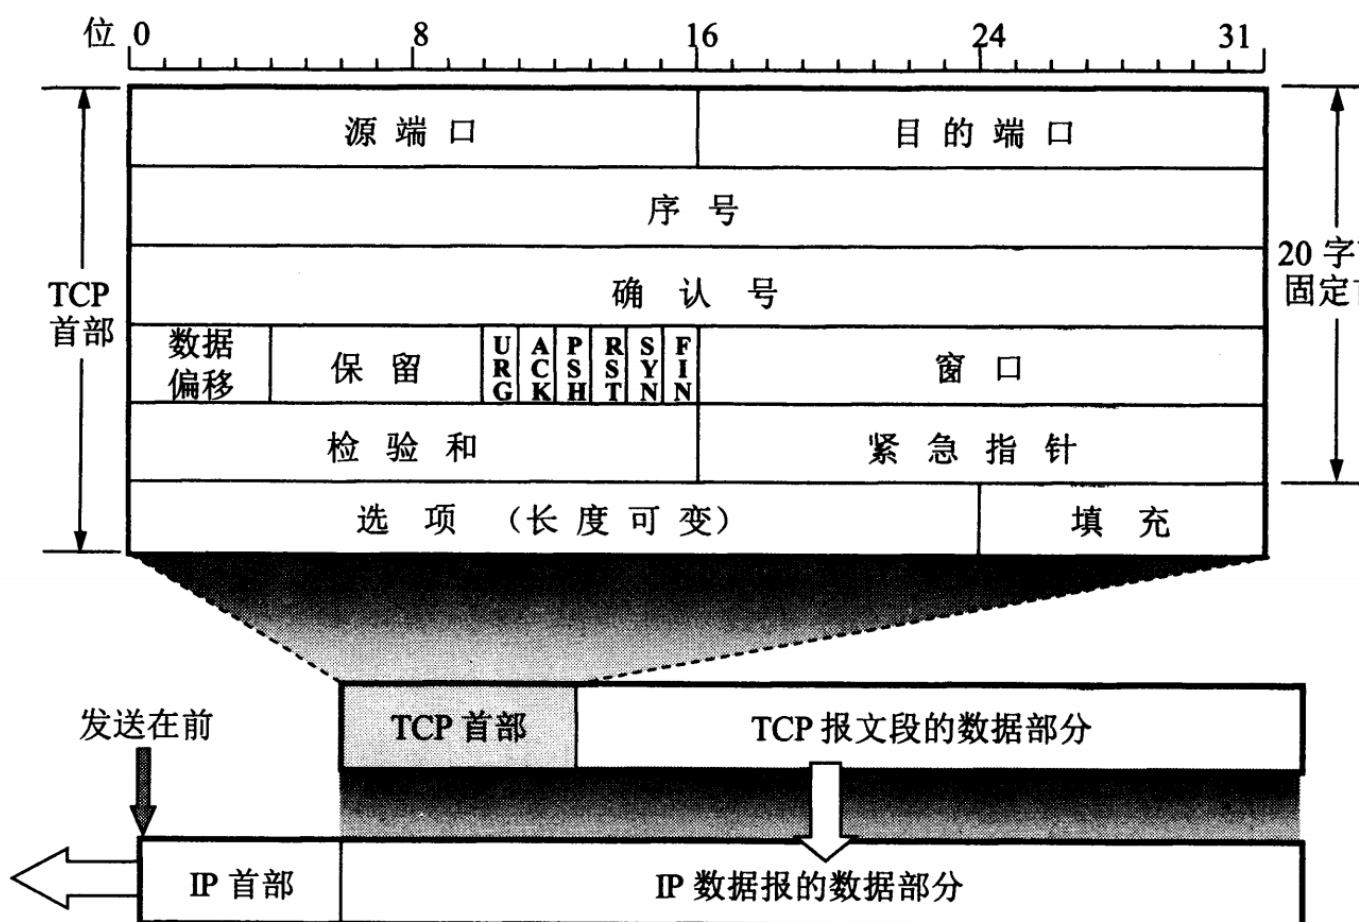 位 0 8 16 24 31
源端口 目的端口
序号
20 字
确认号
固定
TCP
首部
数据
偏移
保留
URG
ACK
PSH
RST
SYN
FIN
窗口
检验和 紧急指针
选项 （长度可变） 填充
发送在前
TCP 首部 TCP 报文段的数据部分
IP 首部 IP 数据报的数据部分